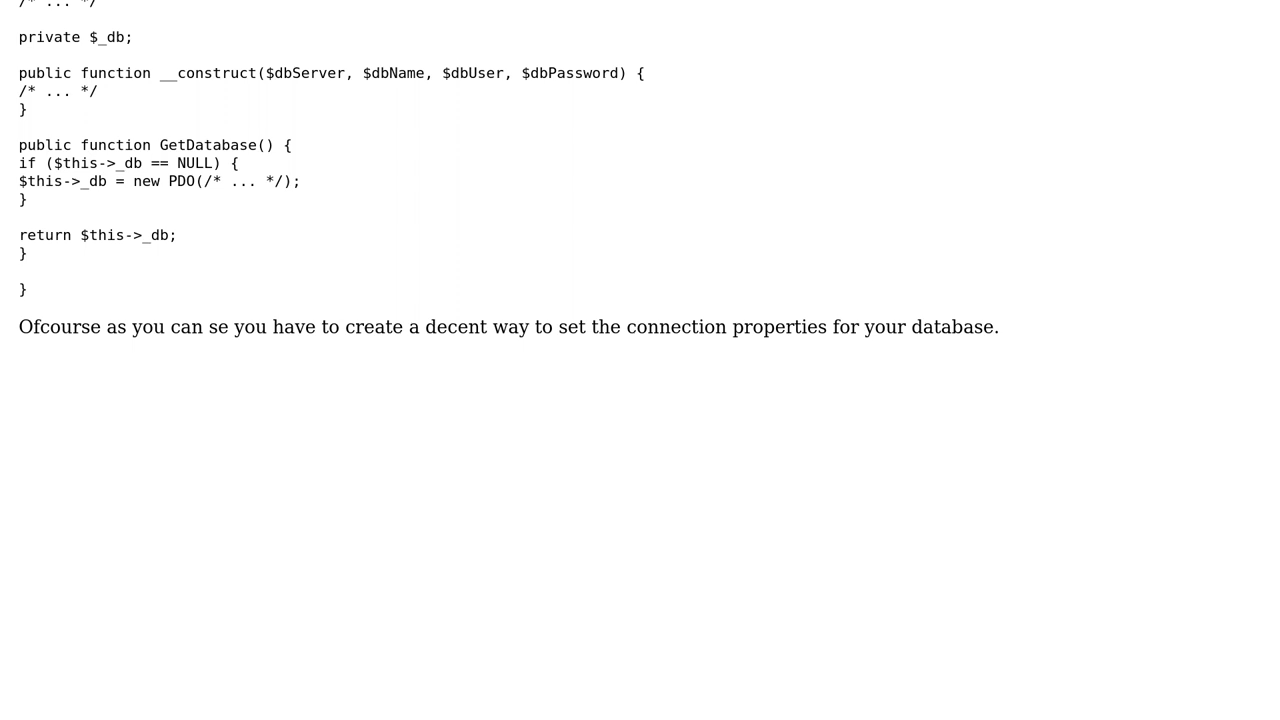 /* ... */
private $_db;
public function __construct($dbServer, $dbName, $dbUser, $dbPassword) {
/* ... */
}
public function GetDatabase() {
if ($this->_db == NULL) {
$this->_db = new PDO(/* ... */);
}
return $this->_db;
}
}
Ofcourse as you can se you have to create a decent way to set the connection properties for your database.